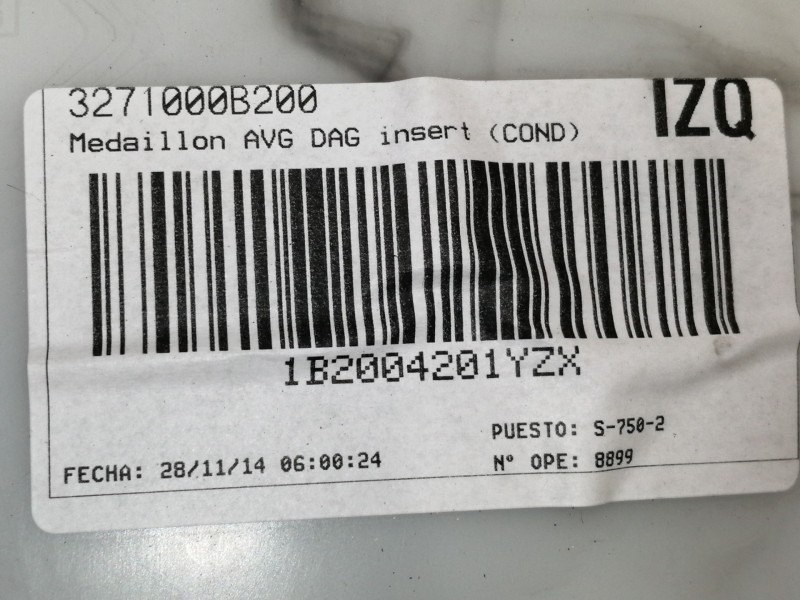 3271000B200
IZQ
Medaillon AVG DAG insert (COND)
1B2004201YZX
PUESTO: S-750-2
FECHA: 28/11/14 06:00:24
Nº OPE: 8899